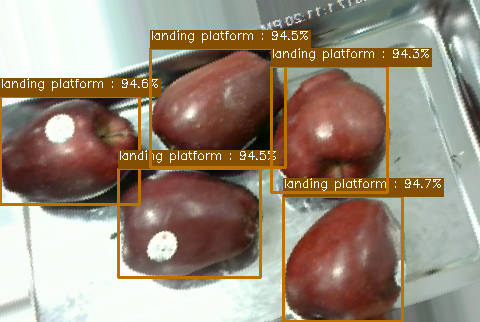 landing platform : 94.5%
landing platform : 94.3%
landing platform : 94.6%
landing platform : 94.5%
landing platform : 94.7%